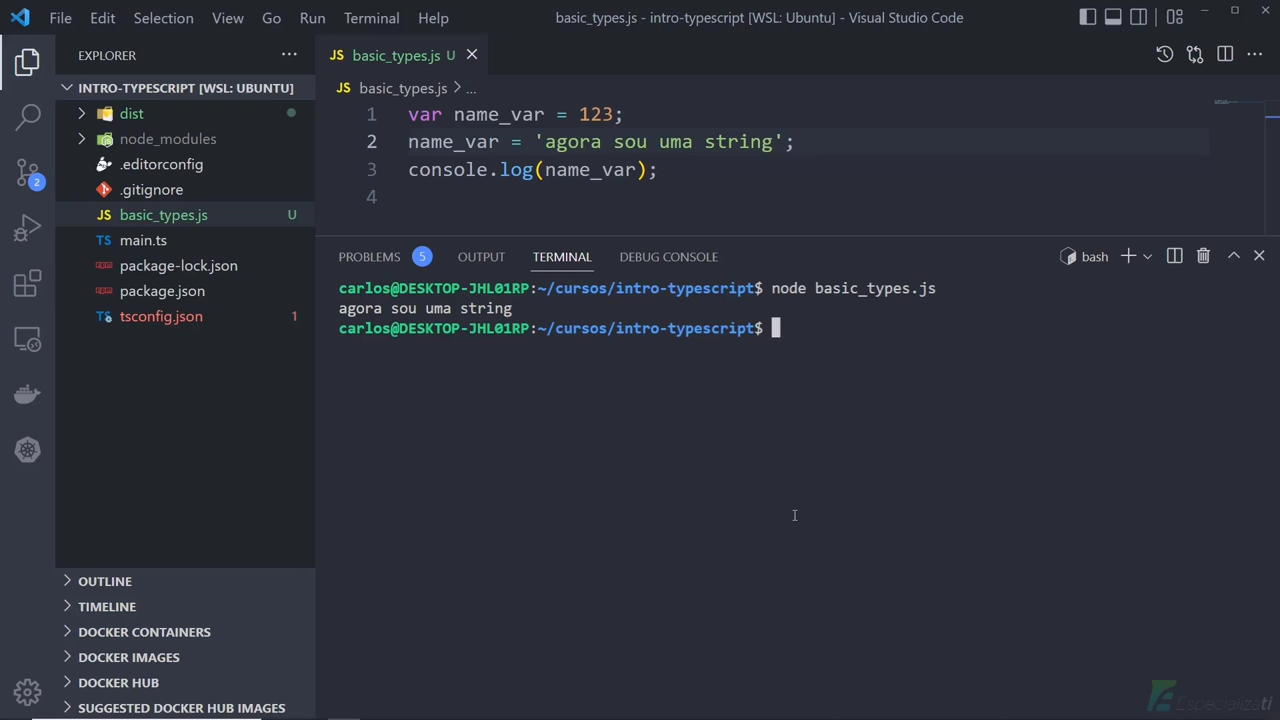 File Edit Selection View Go Run Terminal Help basic_types.js - intro-typescript [WSL: Ubuntu] - Visual Studio Code
EXPLORER
JS basic_types.js U
INTRO-TYPESCRIPT [WSL: UBUNTU]
JS basic_types.js > ...
dist
node_modules
.editorconfig
.gitignore
JS basic_types.js U
TS main.ts
package-lock.json
package.json
tsconfig.json 1
2
1 var name_var = 123;
2 name_var = 'agora sou uma string';
3 console.log(name_var);
4
PROBLEMS 5 OUTPUT TERMINAL DEBUG CONSOLE bash
carlos@DESKTOP-JHL01RP:~/cursos/intro-typescript$ node basic_types.js
agora sou uma string
carlos@DESKTOP-JHL01RP:~/cursos/intro-typescript$
OUTLINE
TIMELINE
DOCKER CONTAINERS
DOCKER IMAGES
DOCKER HUB
SUGGESTED DOCKER HUB IMAGES
Especializati